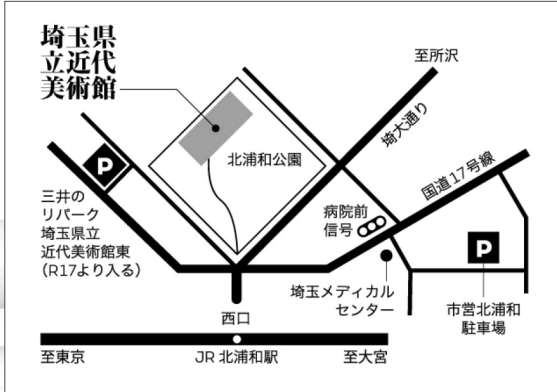 埼玉県
立近代
美術館
至所沢
埼大通り
北浦和公園
国道17号線
P
三井の
リパーク
埼玉県立
近代美術館東
(R17より入る)
病院前
信号
P
埼玉メディカル
センター
市営北浦和
駐車場
西口
至東京
JR 北浦和駅
至大宮